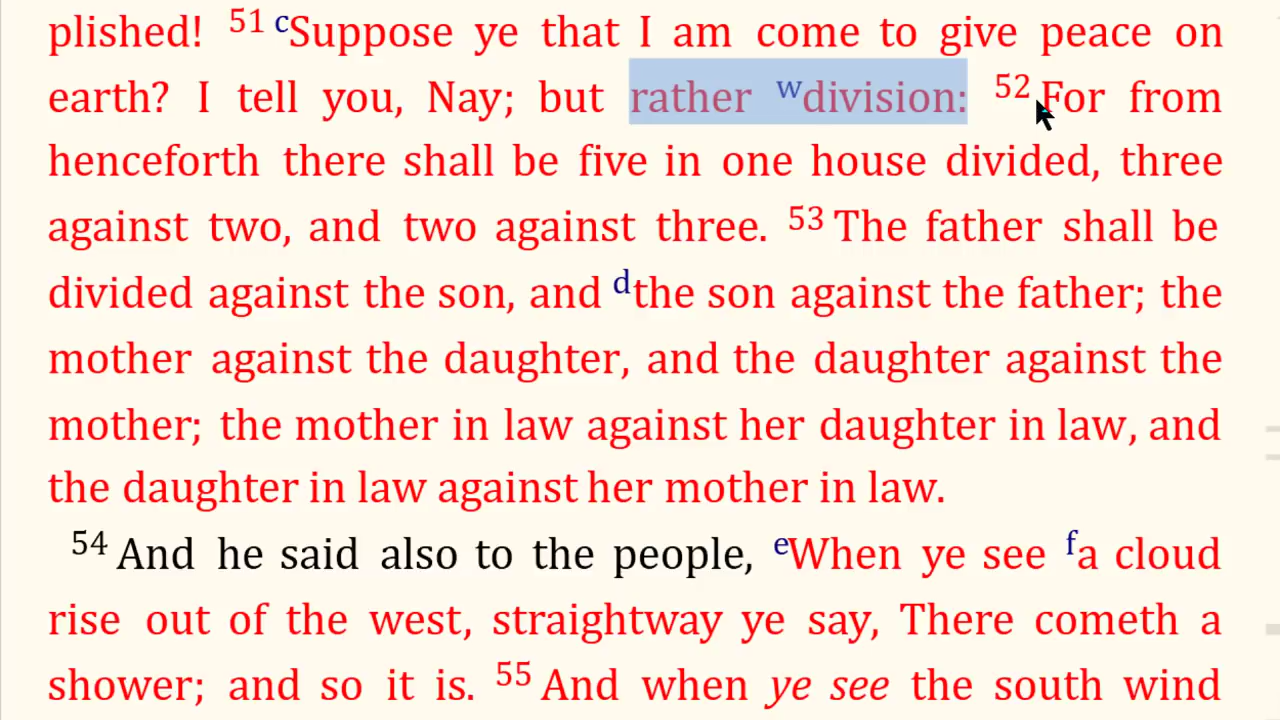 plished! 51 cSuppose ye that I am come to give peace on
earth? I tell you, Nay; but rather wdivision: 52 For from
henceforth there shall be five in one house divided, three
against two, and two against three. 53 The father shall be
divided against the son, and dthe son against the father; the
mother against the daughter, and the daughter against the
mother; the mother in law against her daughter in law, and
the daughter in law against her mother in law.
54 And he said also to the people, eWhen ye see fa cloud
rise out of the west, straightway ye say, There cometh a
shower; and so it is. 55 And when ye see the south wind